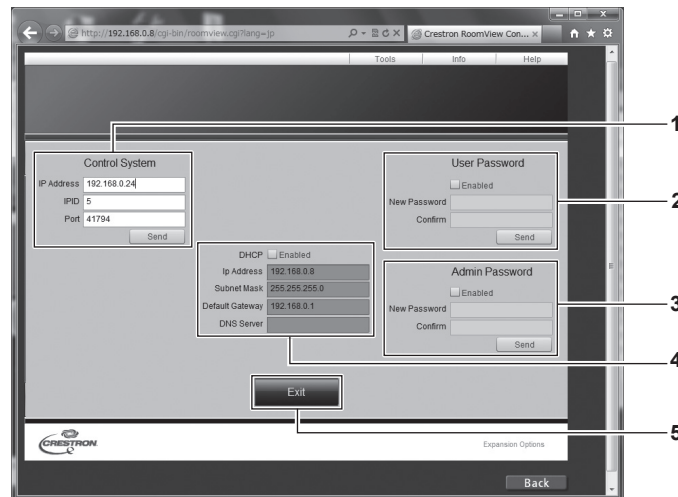 http://192.168.0.8/cgi-bin/roomview.cgi?lang=jp
Crestron RoomView Con...
Tools Info Help
1
Control System
IP Address 192.168.0.24
IPID 5
Port 41794
Send
User Password
Enabled
New Password
Confirm
Send
2
DHCP Enabled
Ip Address 192.168.0.8
Subnet Mask 255.255.255.0
Default Gateway 192.168.0.1
DNS Server
Admin Password
Enabled
New Password
Confirm
Send
3
4
Exit
5
CRESTRON
Expansion Options
Back